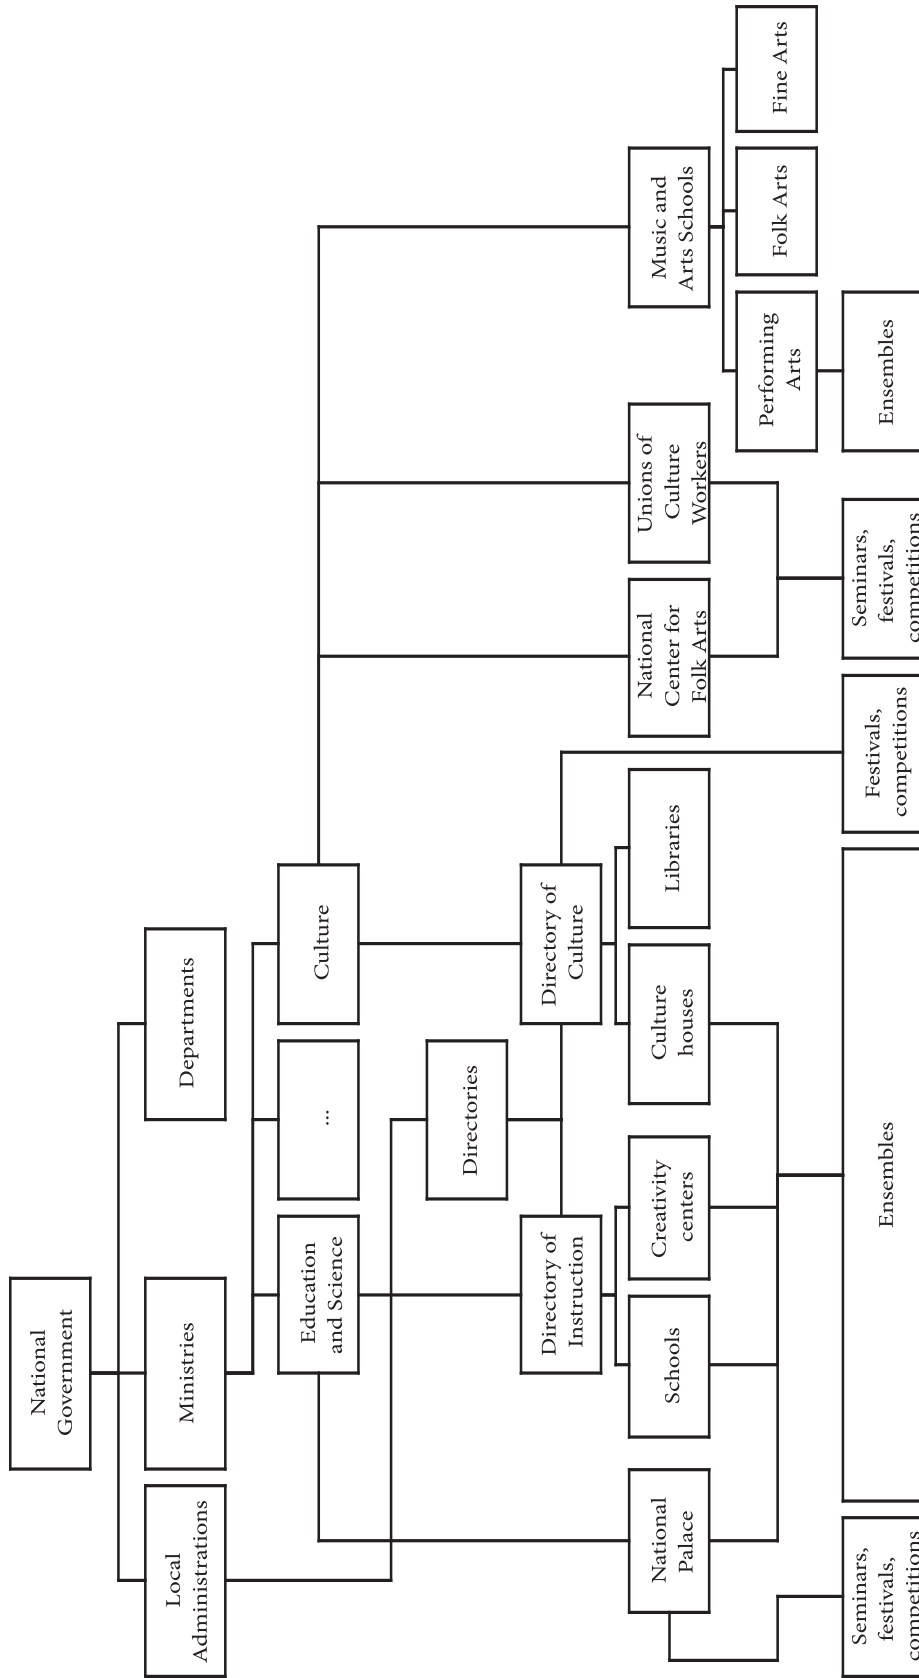 National
Government
Local
Administrations
Ministries
Departments
Education
and Science
...
Culture
Directories
Directory of
Instruction
Directory of
Culture
National
Palace
Schools
Creativity
centers
Culture
houses
Libraries
National
Center for
Folk Arts
Unions of
Culture
Workers
Music and
Arts Schools
Performing
Arts
Folk Arts
Fine Arts
Seminars,
festivals,
competitions
Ensembles
Festivals,
competitions
Seminars,
festivals,
competitions
Ensembles